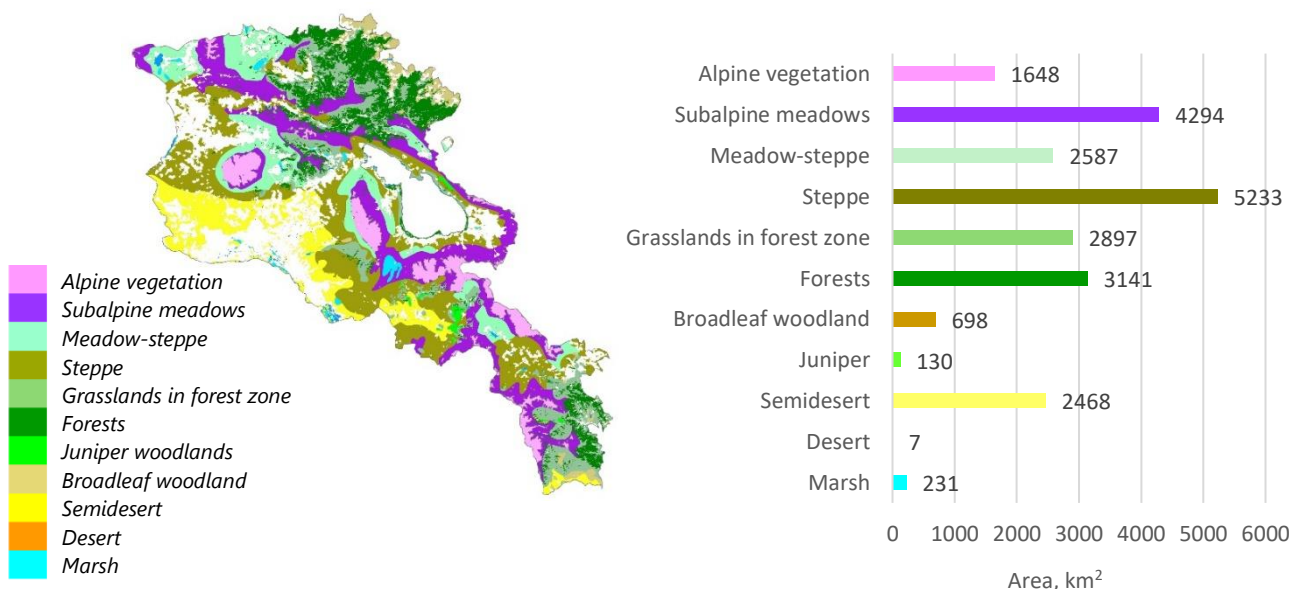 Alpine vegetation
Subalpine meadows
Meadow-steppe
Steppe
Grasslands in forest zone
Forests
Juniper woodlands
Broadleaf woodland
Semidesert
Desert
Marsh
Alpine vegetation 1648
Subalpine meadows 4294
Meadow-steppe 2587
Steppe 5233
Grasslands in forest zone 2897
Forests 3141
Broadleaf woodland 698
Juniper 130
Semidesert 2468
Desert 7
Marsh 231
0 1000 2000 3000 4000 5000 6000
Area, km²